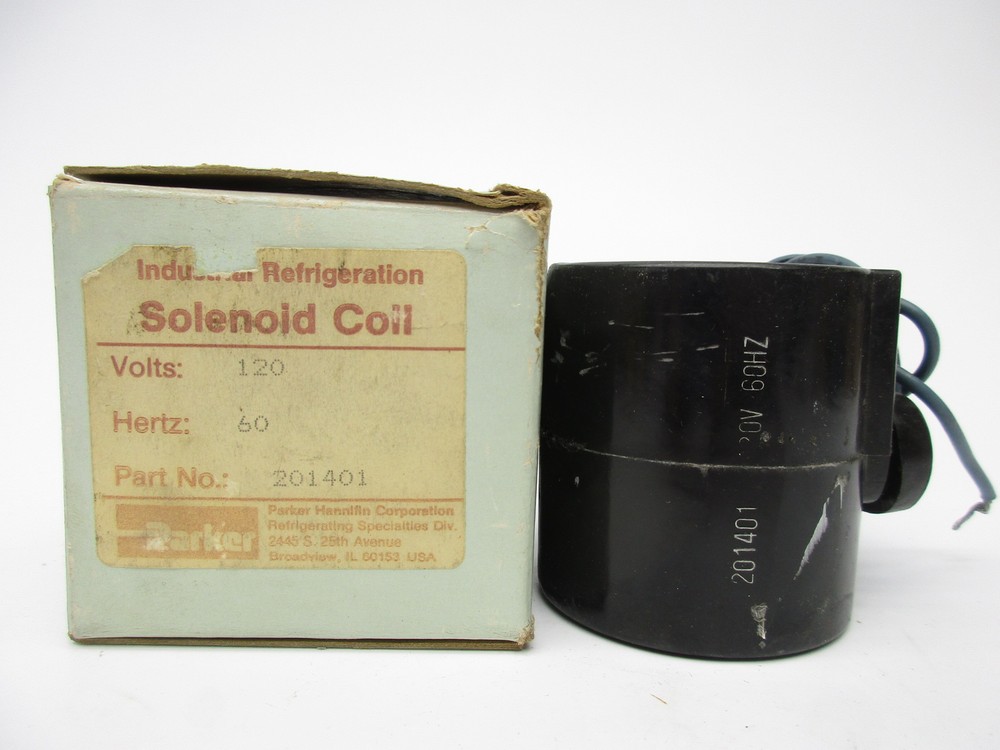 Industrial Refrigeration
Solenoid Coil
Volts: 120
Hertz: 60
Part No.: 201401
Parker
Parker Hannifin Corporation
Refrigerating Specialties Div.
2445 S. 25th Avenue
Broadview, IL 60153 USA
201401 20V 60HZ